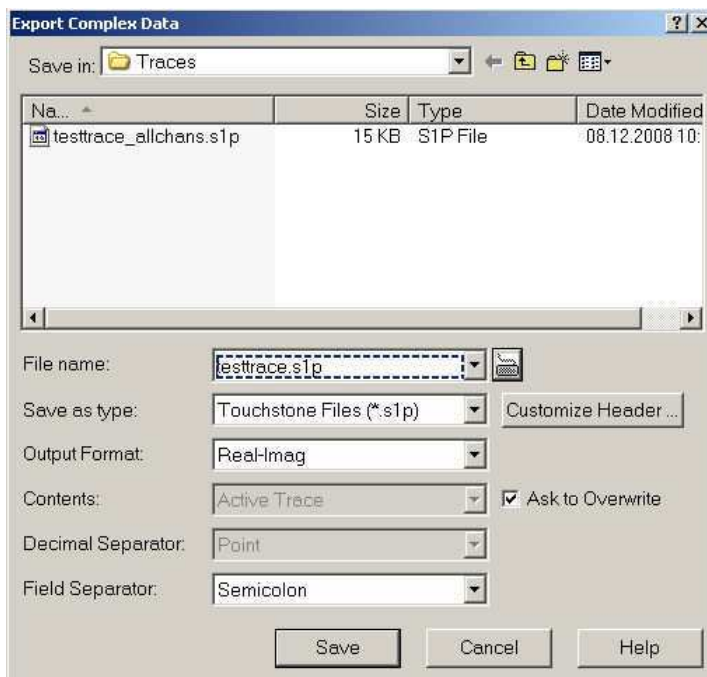 Export Complex Data
Save in: Traces
Na... Size Type Date Modified
testtrace_allchans.s1p 15 KB S1P File 08.12.2008 10:
File name: testtrace.s1p
Save as type: Touchstone Files (*.s1p) Customize Header ...
Output Format: Real-Imag
Contents: Active Trace Ask to Overwrite
Decimal Separator: Point
Field Separator: Semicolon
Save Cancel Help